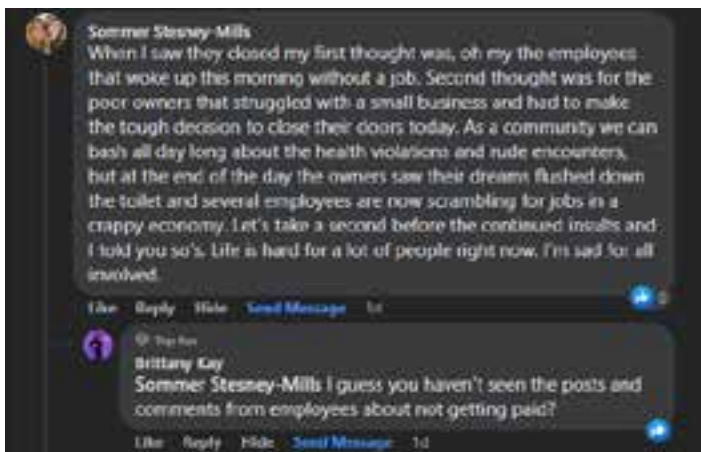 Sommer Stesney-Mills
When I saw they closed my first thought was, oh my the employees
that woke up this morning without a job. Second thought was for the
poor owners that struggled with a small business and had to make
the tough decision to close their doors today. As a community we can
bash all day long about the health violations and rude encounters,
but at the end of the day the owners saw their dreams flushed down
the toilet and several employees are now scrambling for jobs in a
crappy economy. Let's take a second before the continued insults and
I told you so's. Life is hard for a lot of people right now. I'm sad for all
involved.
Like Reply Hide Send Message 1d
Top fan
Brittany Kay
Sommer Stesney-Mills I guess you haven't seen the posts and
comments from employees about not getting paid?
Like Reply Hide Send Message 1d